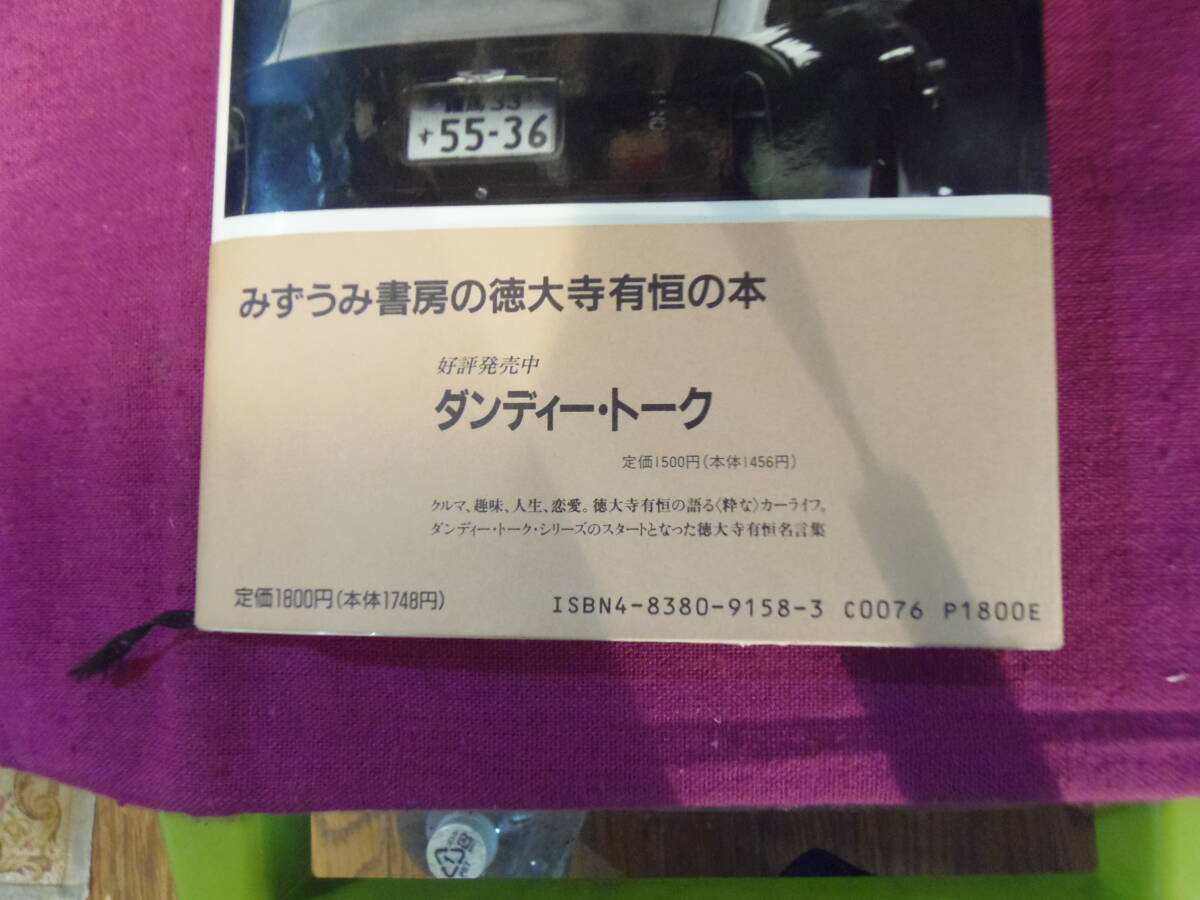 練馬 33
す 55-36
みずうみ書房の徳大寺有恒の本
好評発売中
ダンディー・トーク
定価1500円(本体1456円)
クルマ、趣味、人生、恋愛。徳大寺有恒の語る〈粋な〉カーライフ。
ダンディー・トーク・シリーズのスタートとなった徳大寺有恒名言集
定価1800円(本体1748円)
ISBN4-8380-9158-3 C0076 P1800E